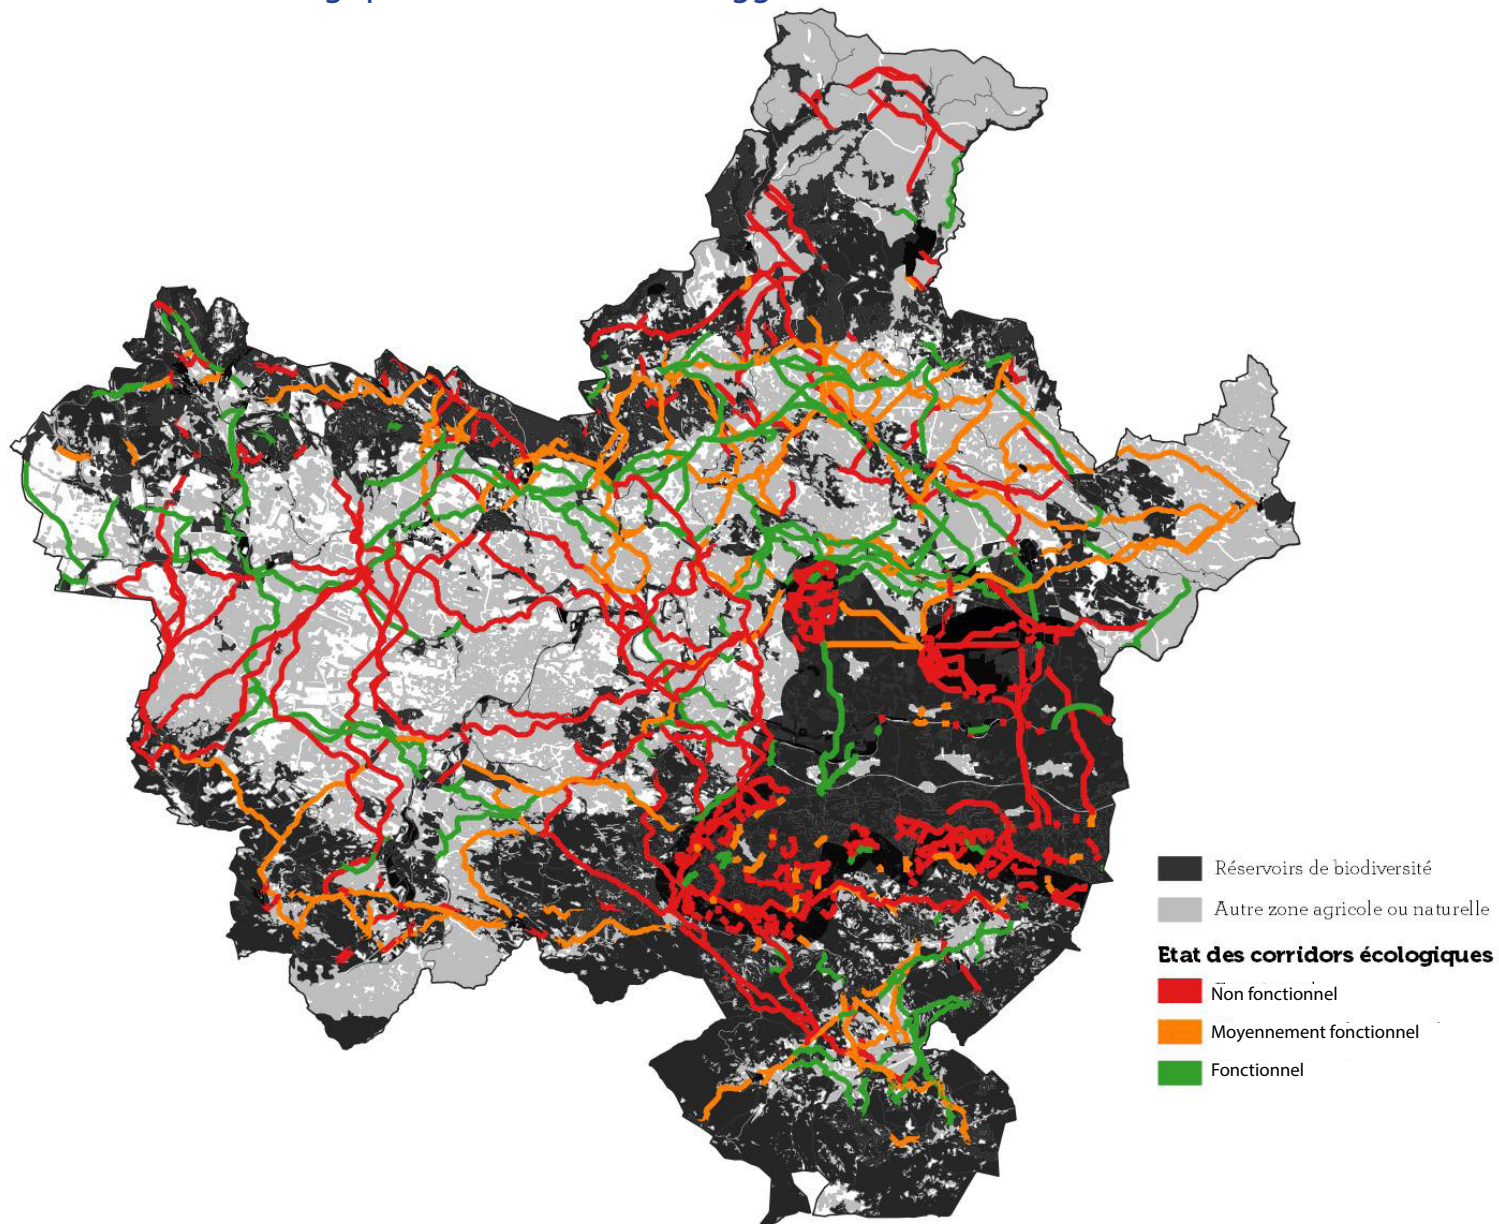 Réservoirs de biodiversité
Autre zone agricole ou naturelle
Etat des corridors écologiques
Non fonctionnel
Moyennement fonctionnel
Fonctionnel